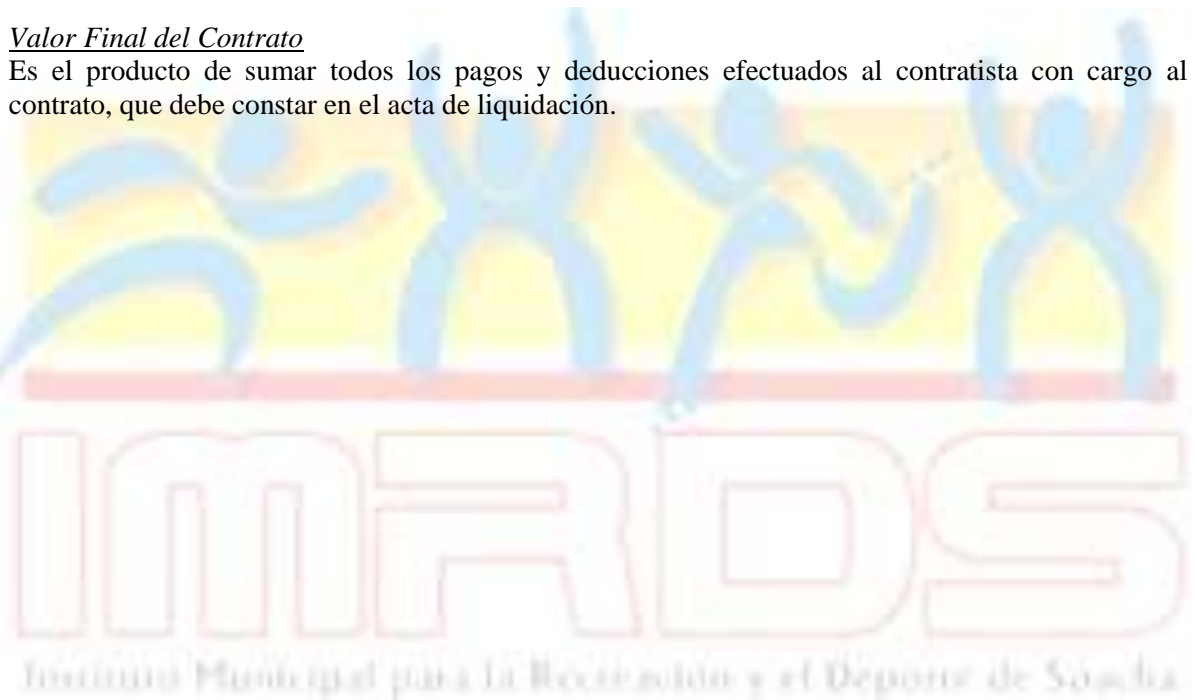 Valor Final del Contrato
Es el producto de sumar todos los pagos y deducciones efectuados al contratista con cargo al
contrato, que debe constar en el acta de liquidación.
IMRDS
Instituto Municipal para la Recreación y el Deporte de Soacha